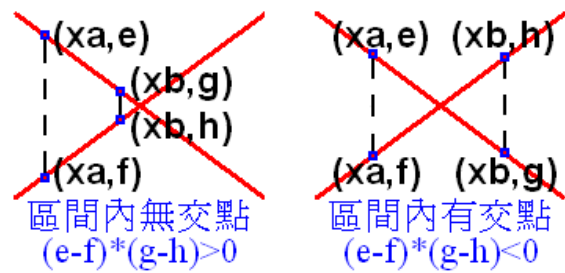 (xa,e)
(xb,g)
(xb,h)
(xa,f)
區間內無交點
(e-f)*(g-h)>0
(xa,e) (xb,h)
(xa,f) (xb,g)
區間內有交點
(e-f)*(g-h)<0